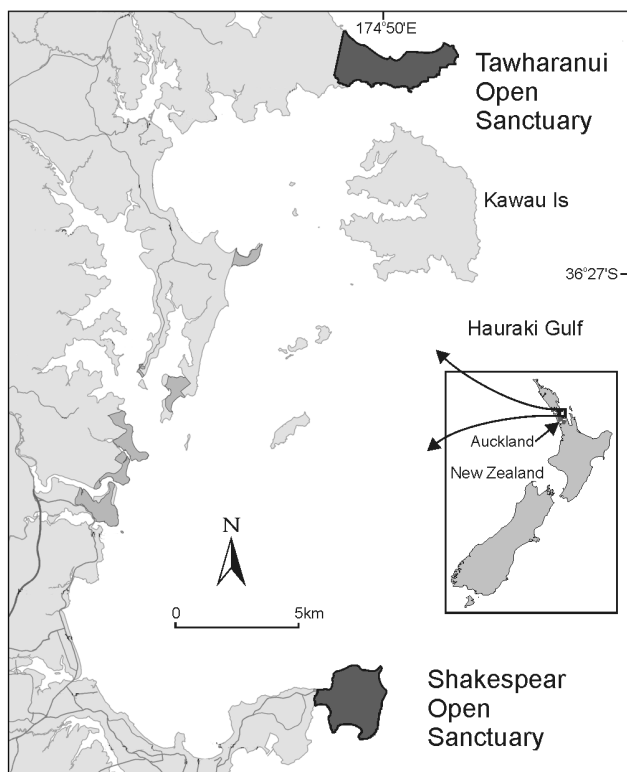 174°50'E
Tawharanui
Open
Sanctuary
Kawau Is
36°27'S
Hauraki Gulf
Auckland
New Zealand
N
0 5km
Shakespear
Open
Sanctuary